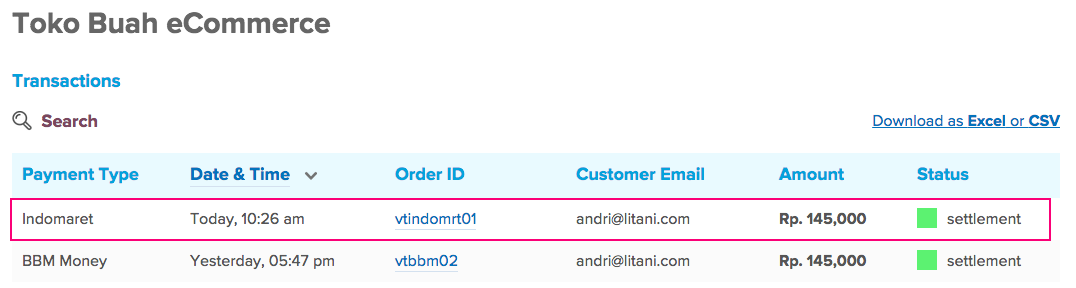 Toko Buah eCommerce
Transactions
Search
Download as Excel or CSV
Payment Type Date & Time Order ID Customer Email Amount Status
Indomaret Today, 10:26 am vtindomrt01 andri@litani.com Rp. 145,000 settlement
BBM Money Yesterday, 05:47 pm vtbbm02 andri@litani.com Rp. 145,000 settlement